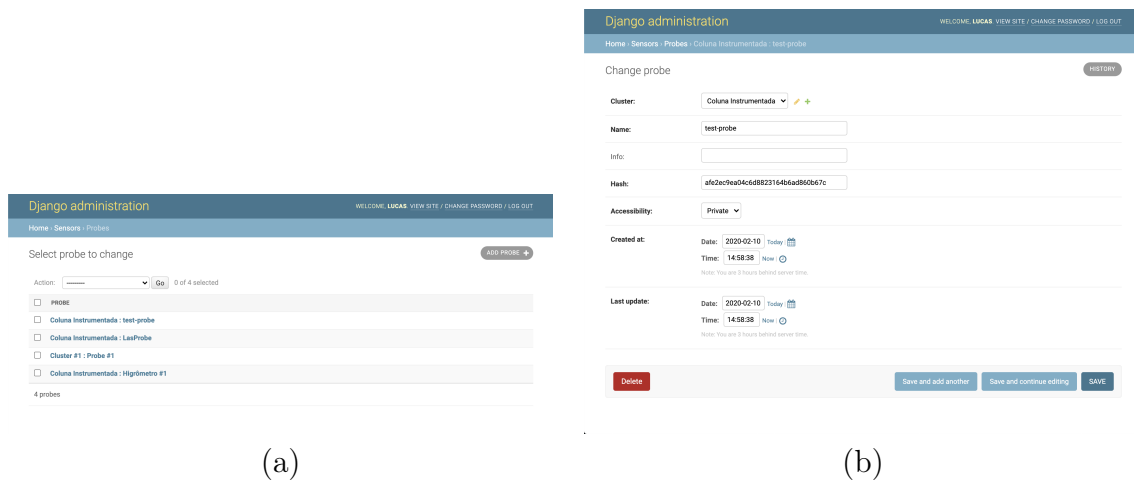 Django administration
WELCOME, LUCAS. VIEW SITE / CHANGE PASSWORD / LOG OUT
Home › Sensors › Probes
Select probe to change
ADD PROBE +
Action: --------- Go 0 of 4 selected
PROBE
Coluna Instrumentada : test-probe
Coluna Instrumentada : LasProbe
Cluster #1 : Probe #1
Coluna Instrumentada : Higrômetro #1
4 probes
(a)
Django administration
WELCOME, LUCAS. VIEW SITE / CHANGE PASSWORD / LOG OUT
Home › Sensors › Probes › Coluna Instrumentada : test-probe
Change probe
HISTORY
Cluster: Coluna Instrumentada
Name: test-probe
Info:
Hash: afe2ec9ea04c6d8823164b6ad860b67c
Accessibility: Private
Created at: Date: 2020-02-10 Today
Time: 14:58:38 Now
Note: You are 3 hours behind server time.
Last update: Date: 2020-02-10 Today
Time: 14:58:38 Now
Note: You are 3 hours behind server time.
Delete
Save and add another
Save and continue editing
SAVE
(b)